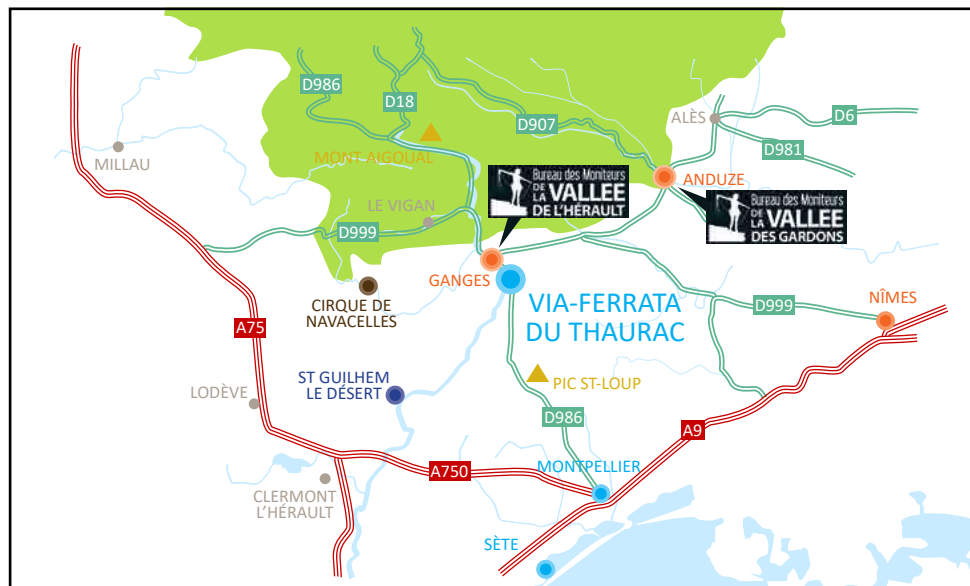 D986
D18
D907
ALÈS
D6
D981
MILLAU
MONT-AIGOUAL
Bureau des Moniteurs
DE LA VALLEE
DE L'HÉRAULT
ANDUZE
Bureau des Moniteurs
DE LA VALLEE
DES GARDONS
LE VIGAN
D999
GANGES
CIRQUE DE
NAVACELLES
VIA-FERRATA
DU THAURAC
NÎMES
D999
A75
ST GUILHEM
LE DÉSERT
PIC ST-LOUP
LODÈVE
D986
A9
A750
MONTPELLIER
CLERMONT
L'HÉRAULT
SÈTE